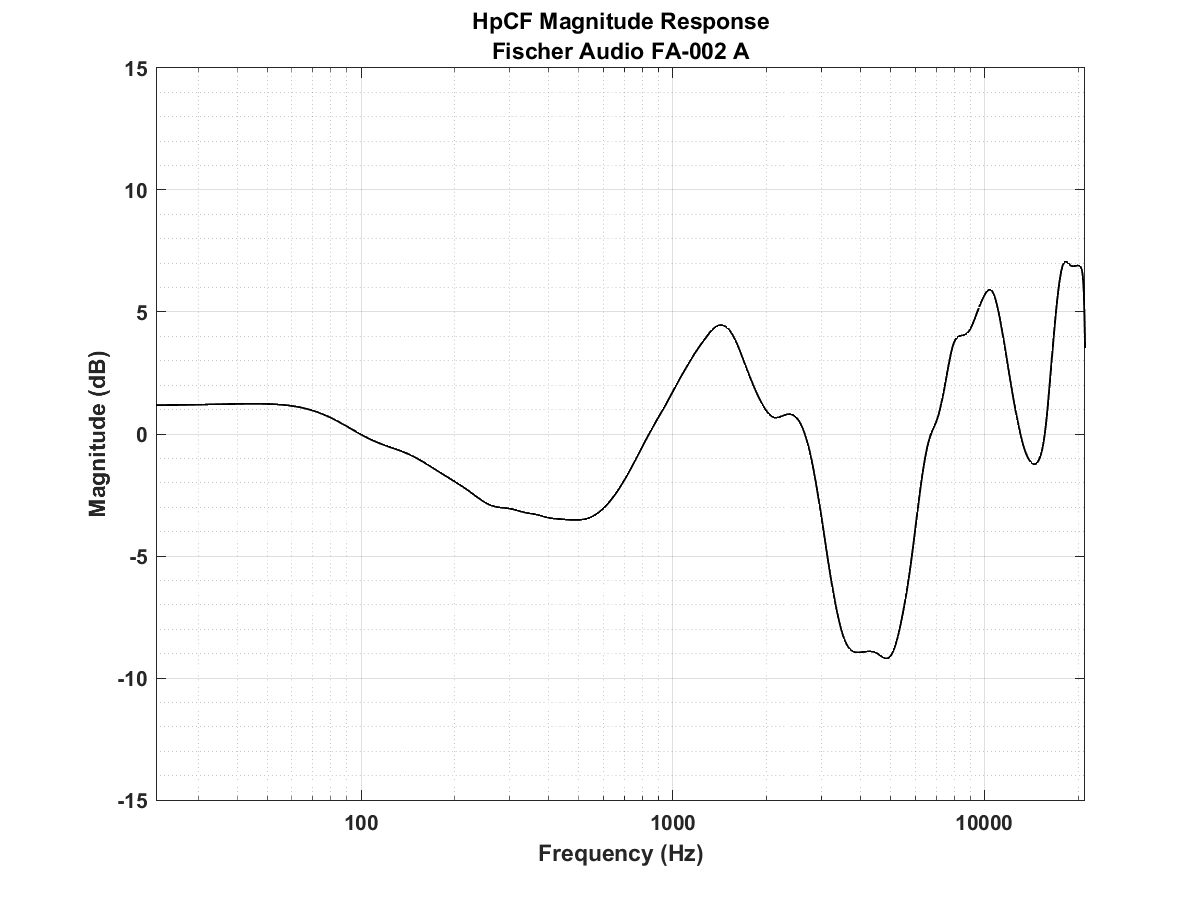 HpCF Magnitude Response
Fischer Audio FA-002 A
15
10
5
0
-5
-10
-15
Magnitude (dB)
100 1000 10000
Frequency (Hz)